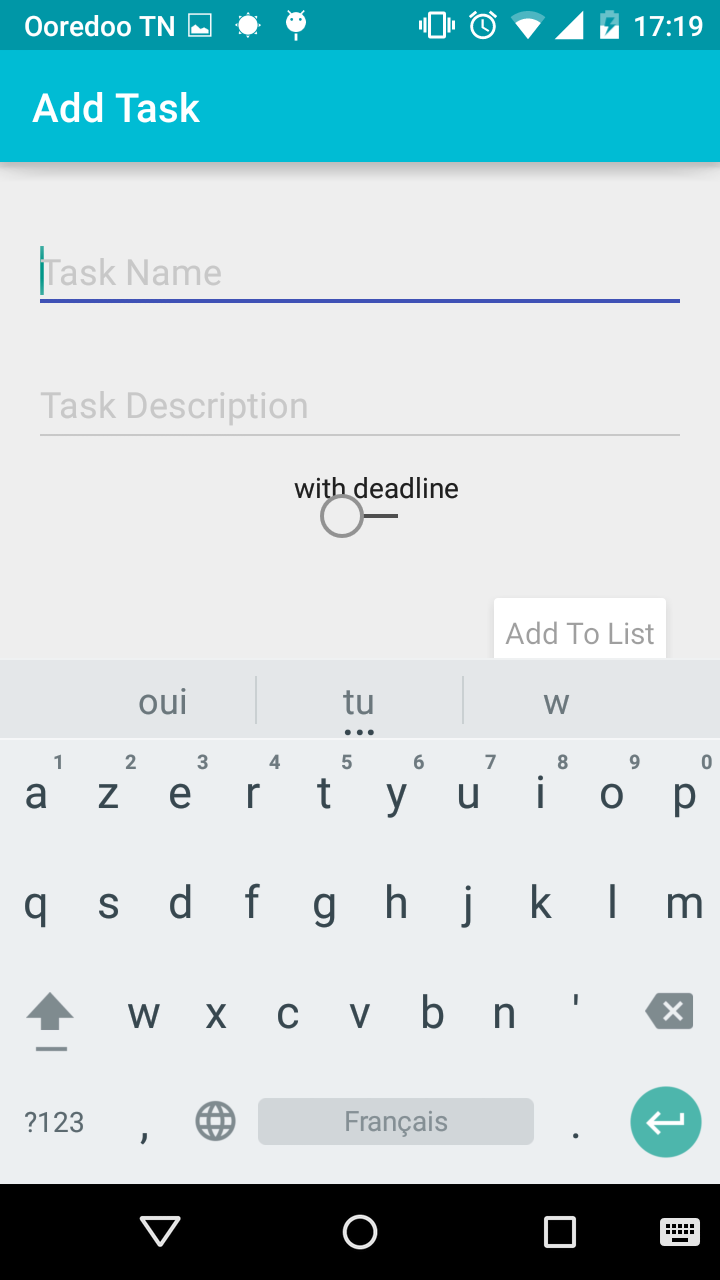 Ooredoo TN 17:19
Add Task
Task Name
Task Description
with deadline
Add To List
oui tu w
1 2 3 4 5 6 7 8 9 0
a z e r t y u i o p
q s d f g h j k l m
w x c v b n '
?123 , Français .